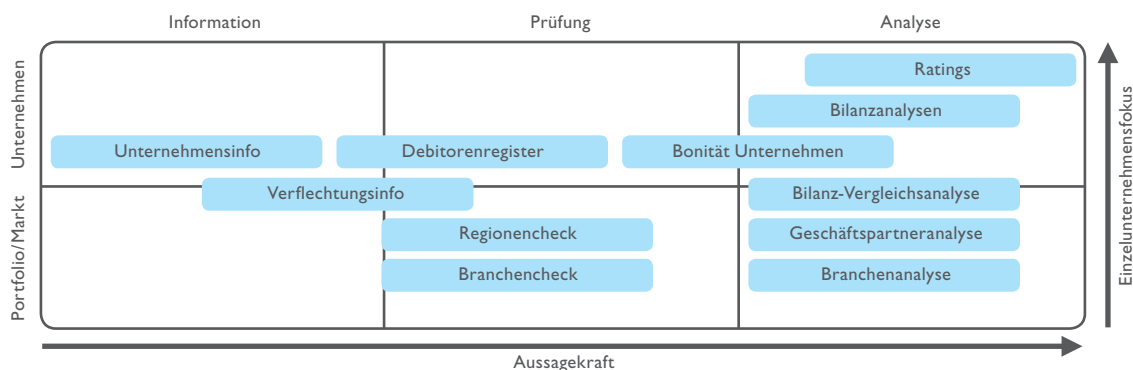 Information
Prüfung
Analyse
Unternehmen
Ratings
Bilanzanalysen
Unternehmensinfo
Debitorenregister
Bonität Unternehmen
Verflechtungsinfo
Bilanz-Vergleichsanalyse
Portfolio/Markt
Regionencheck
Geschäftspartneranalyse
Branchencheck
Branchenanalyse
Einzelunternehmensfokus
Aussagekraft